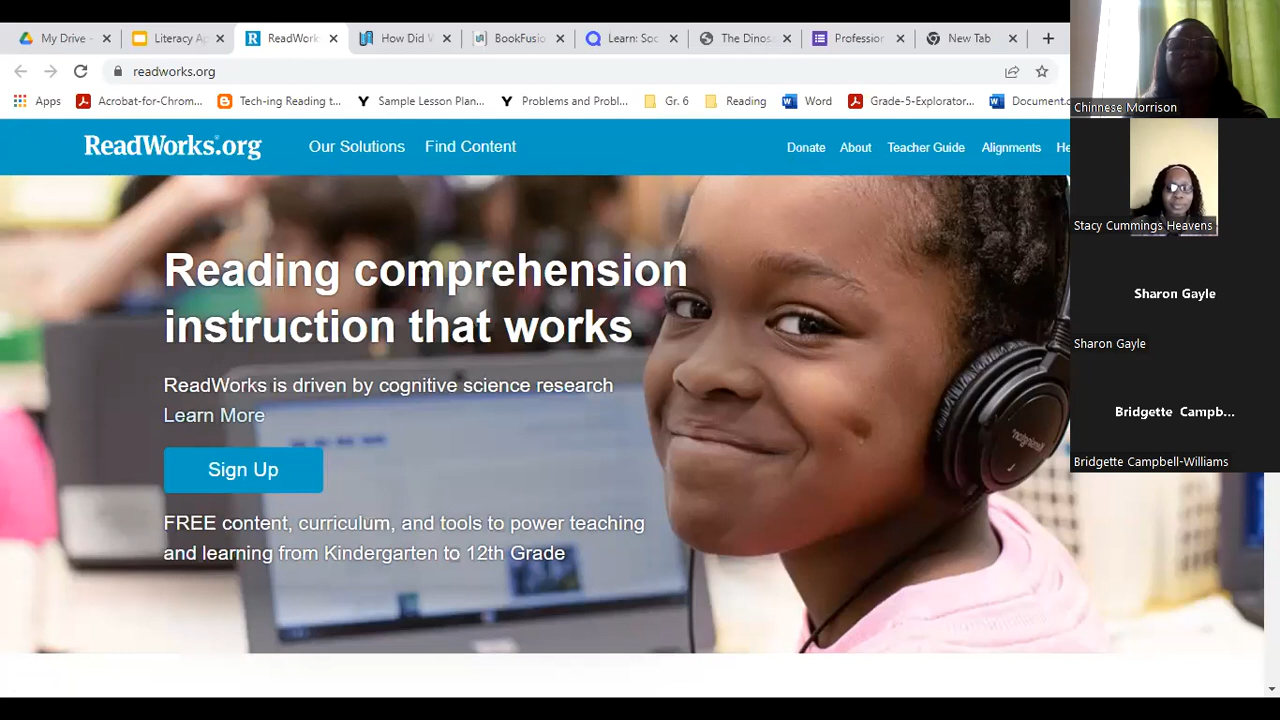 My Drive -
Literacy Ap
ReadWork
How Did V
BookFusio
Learn: Soc
The Dinos
Profession
New Tab
readworks.org
Apps
Acrobat-for-Chrom...
Tech-ing Reading t...
Sample Lesson Plan...
Problems and Probl...
Gr. 6
Reading
Word
Grade-5-Explorator...
Document.c
ReadWorks.org
Our Solutions
Find Content
Donate
About
Teacher Guide
Alignments
He
Reading comprehension
instruction that works
ReadWorks is driven by cognitive science research
Learn More
Sign Up
FREE content, curriculum, and tools to power teaching
and learning from Kindergarten to 12th Grade
Chinnese Morrison
Stacy Cummings Heavens
Sharon Gayle
Sharon Gayle
Bridgette Campb...
Bridgette Campbell-Williams